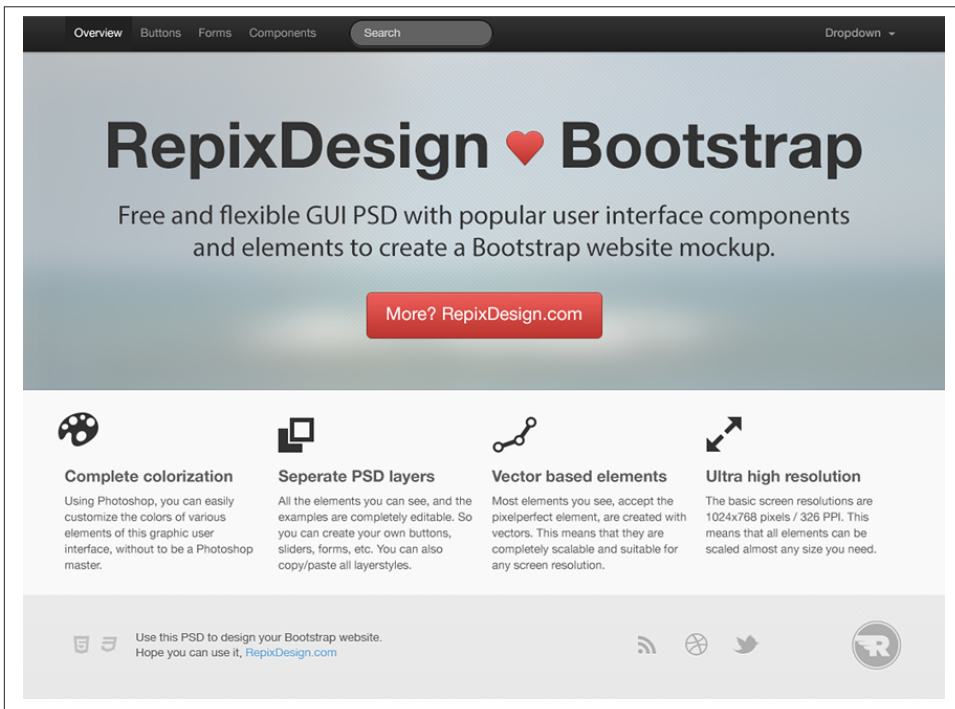 Overview Buttons Forms Components Search Dropdown
RepixDesign Bootstrap
Free and flexible GUI PSD with popular user interface components
and elements to create a Bootstrap website mockup.
More? RepixDesign.com
Complete colorization
Using Photoshop, you can easily
customize the colors of various
elements of this graphic user
interface, without to be a Photoshop
master.
Seperate PSD layers
All the elements you can see, and the
examples are completely editable. So
you can create your own buttons,
sliders, forms, etc. You can also
copy/paste all layerstyles.
Vector based elements
Most elements you see, accept the
pixelperfect element, are created with
vectors. This means that they are
completely scalable and suitable for
any screen resolution.
Ultra high resolution
The basic screen resolutions are
1024x768 pixels / 326 PPI. This
means that all elements can be
scaled almost any size you need.
Use this PSD to design your Bootstrap website.
Hope you can use it, RepixDesign.com
R